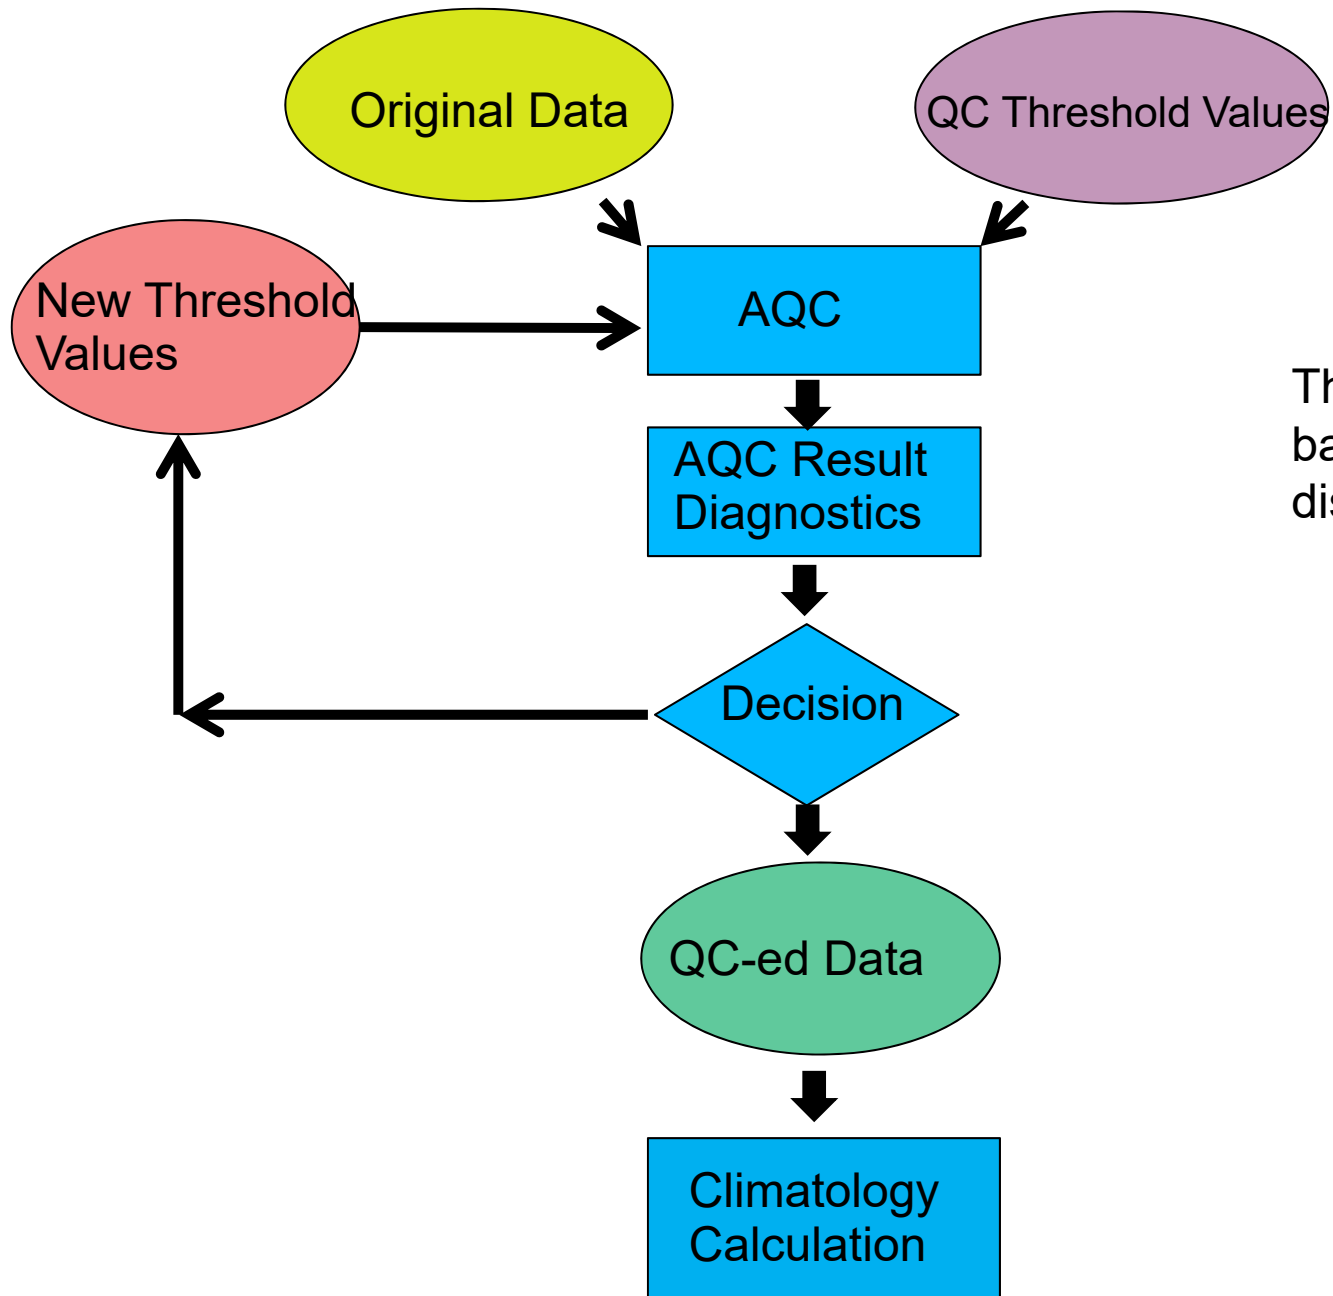 Original Data
QC Threshold Values
New Threshold
Values
AQC
AQC Result
Diagnostics
Decision
QC-ed Data
Climatology
Calculation